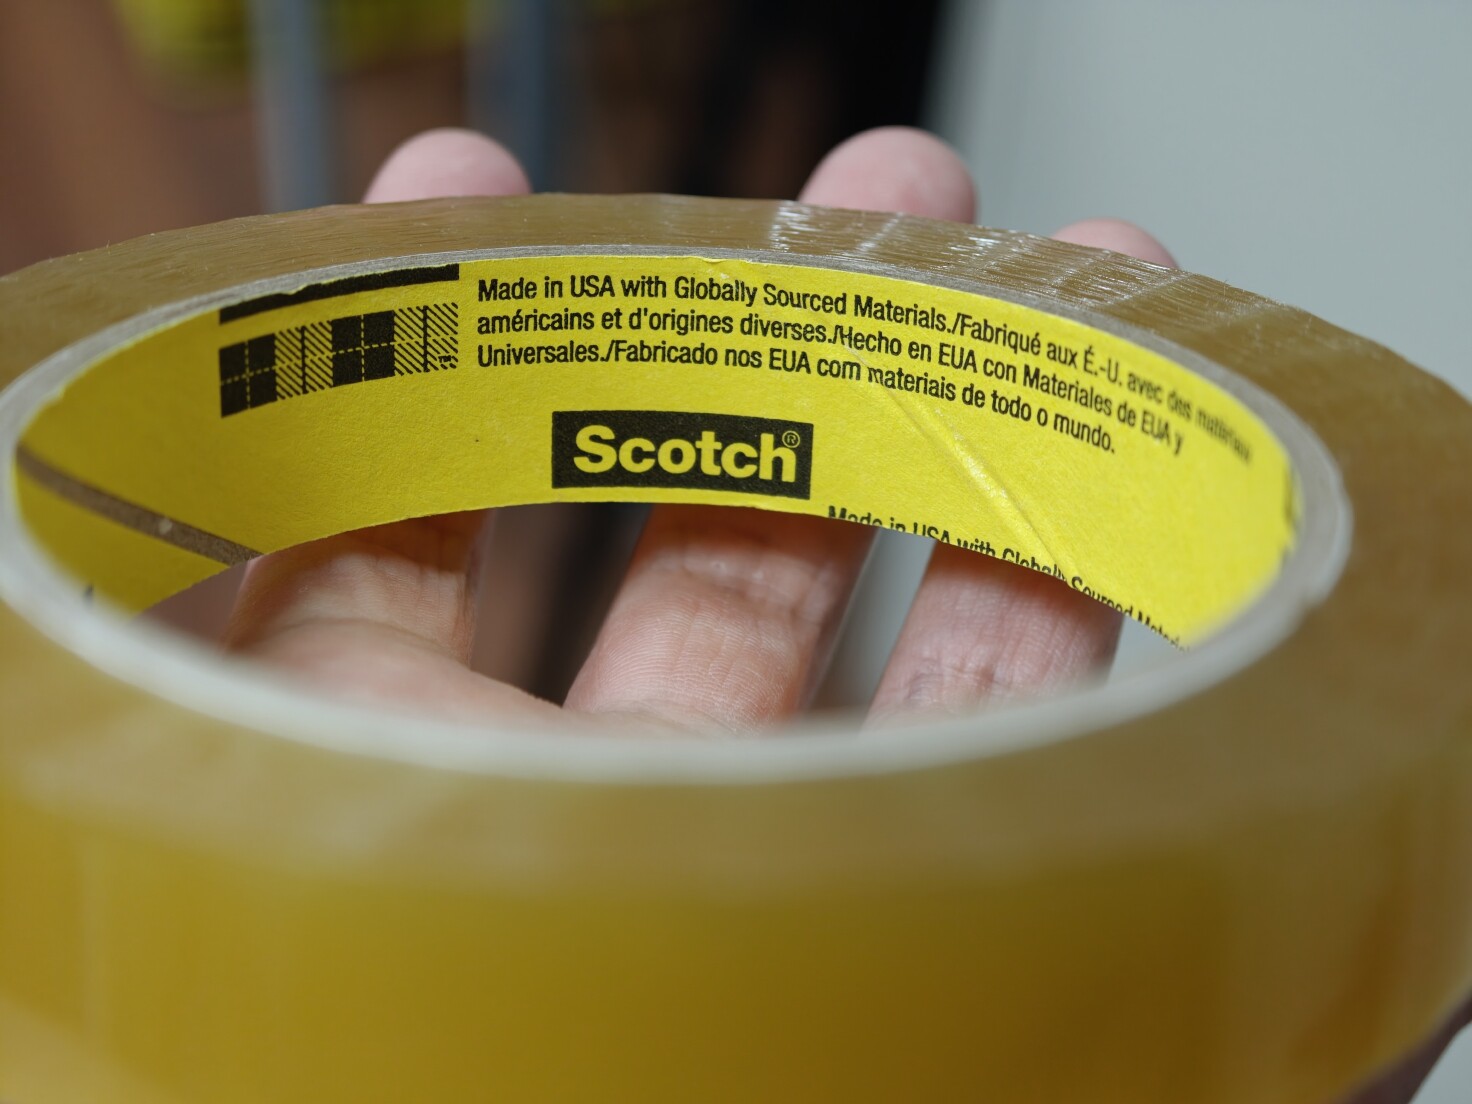 Made in USA with Globally Sourced Materials./Fabriqué aux É.-U. avec des matériaux
américains et d'origines diverses./Hecho en EUA con Materiales de EUA y
Universales./Fabricado nos EUA com materiais de todo o mundo.
Scotch®
Made in USA with Globally Sourced